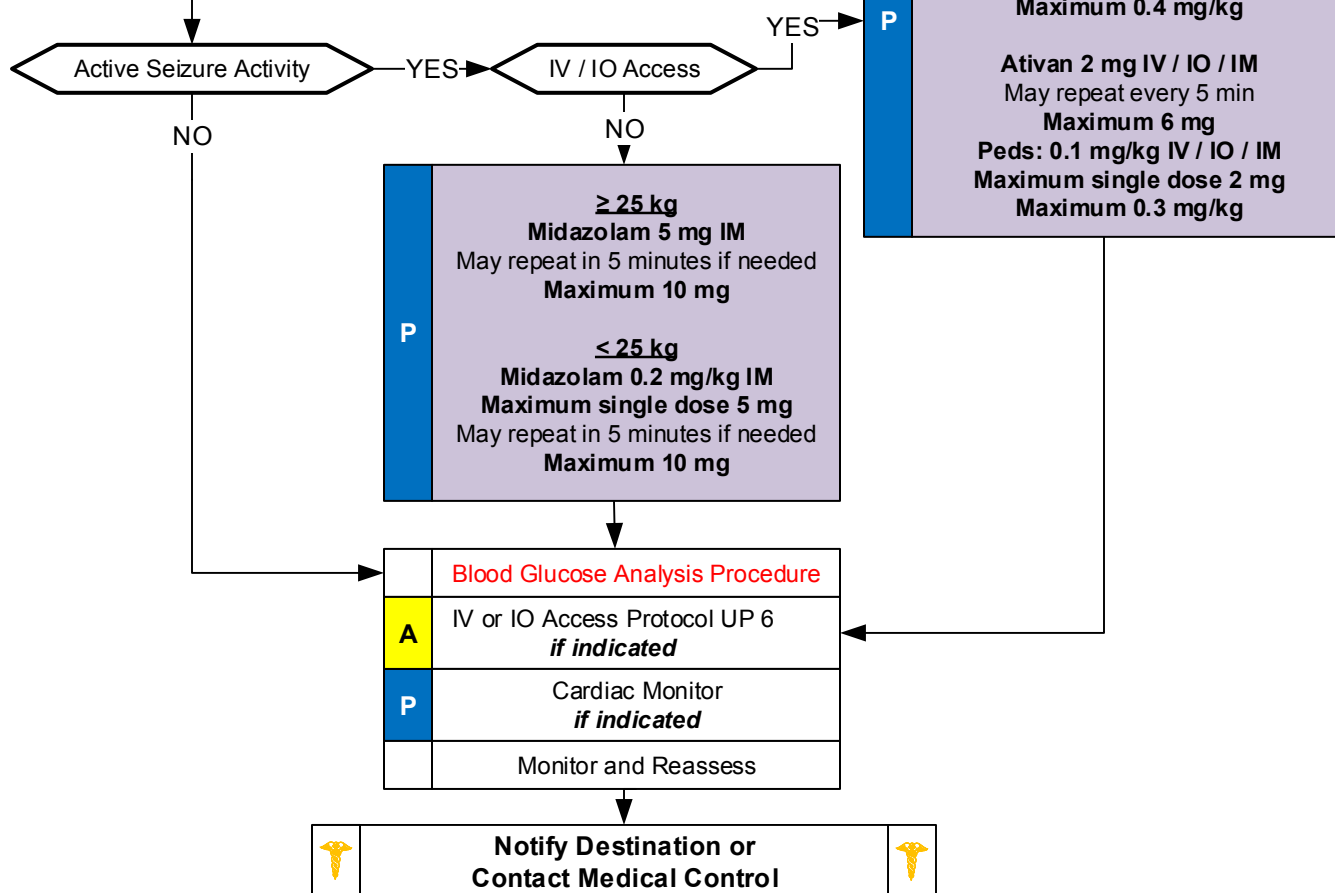 Maximum 0.4 mg/kg
P
Ativan 2 mg IV / IO / IM
May repeat every 5 min
Maximum 6 mg
Peds: 0.1 mg/kg IV / IO / IM
Maximum single dose 2 mg
Maximum 0.3 mg/kg
YES
Active Seizure Activity
YES
IV / IO Access
NO
NO
P
≥ 25 kg
Midazolam 5 mg IM
May repeat in 5 minutes if needed
Maximum 10 mg
< 25 kg
Midazolam 0.2 mg/kg IM
Maximum single dose 5 mg
May repeat in 5 minutes if needed
Maximum 10 mg
Blood Glucose Analysis Procedure
A
IV or IO Access Protocol UP 6
if indicated
P
Cardiac Monitor
if indicated
Monitor and Reassess
Notify Destination or
Contact Medical Control